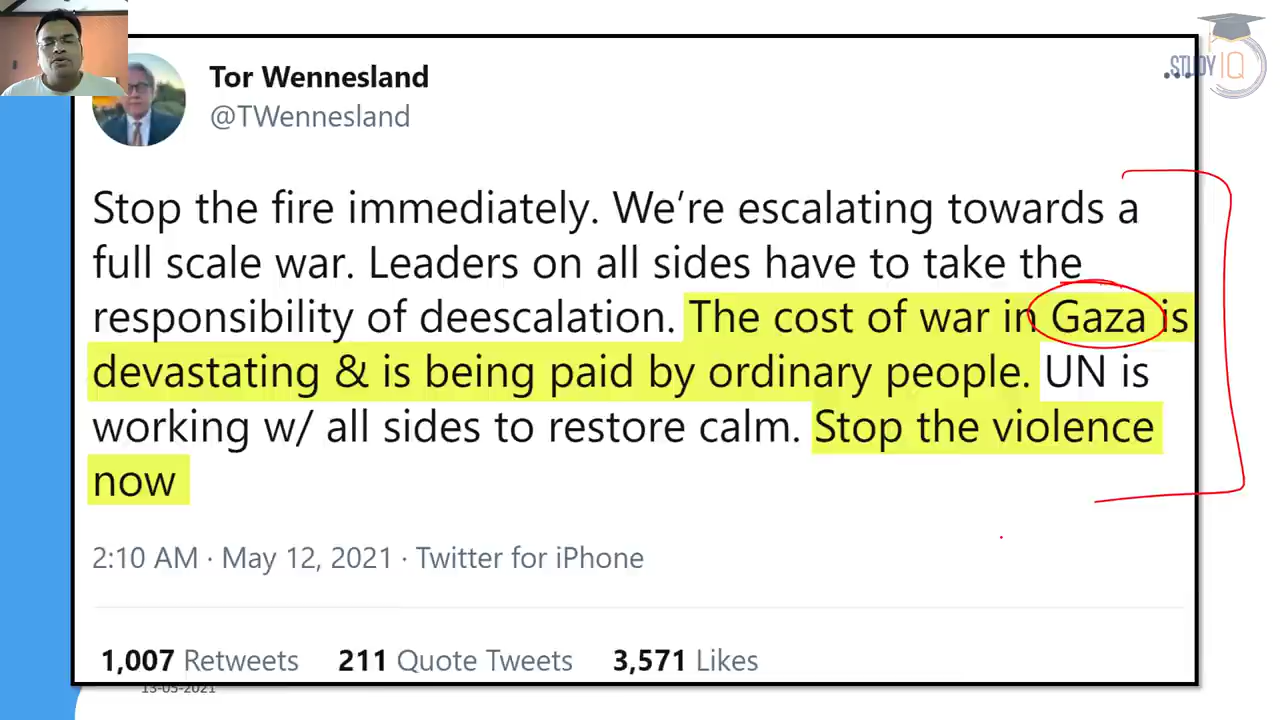 STUDY IQ
Tor Wennesland
@TWennesland
Stop the fire immediately. We’re escalating towards a
full scale war. Leaders on all sides have to take the
responsibility of deescalation. The cost of war in Gaza is
devastating & is being paid by ordinary people. UN is
working w/ all sides to restore calm. Stop the violence
now
2:10 AM · May 12, 2021 · Twitter for iPhone
1,007 Retweets 211 Quote Tweets 3,571 Likes
13-05-2021